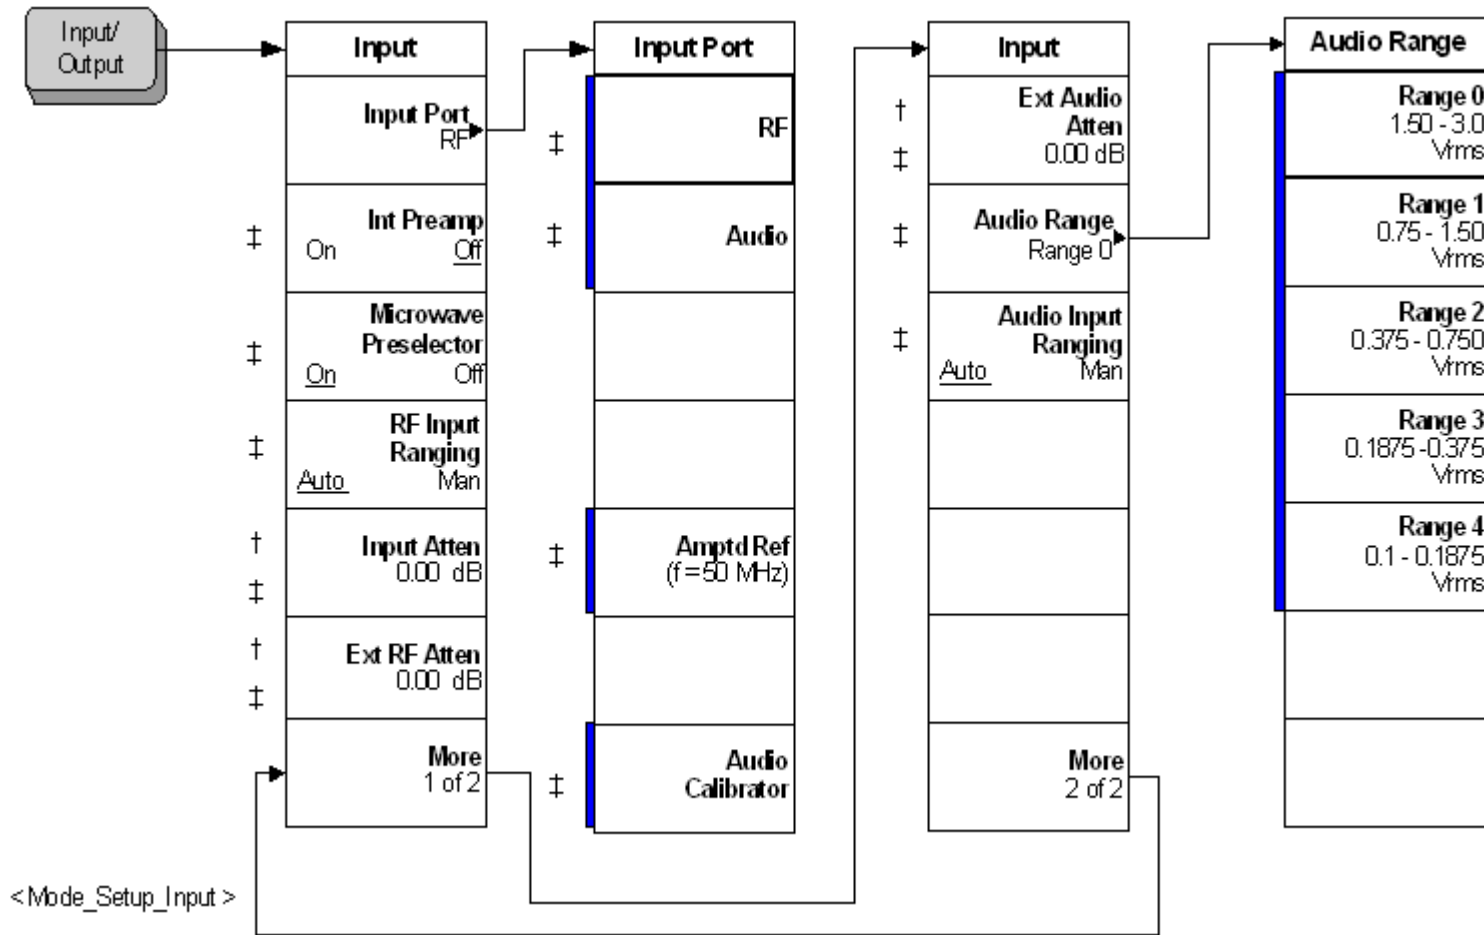 Input/
Output
Input
Input Port
RF
‡
Int Preamp
On Off
‡
Microwave
Preselector
On Off
‡
RF Input
Ranging
Auto Man
†
‡
Input Atten
0.00 dB
†
‡
Ext RF Atten
0.00 dB
More
1 of 2
<Mode_Setup_Input>
Input Port
‡
RF
‡
Audio
‡
Amptd Ref
(f=50 MHz)
‡
Audio
Calibrator
Input
†
‡
Ext Audio
Atten
0.00 dB
‡
Audio Range
Range 0
‡
Audio Input
Ranging
Auto Man
More
2 of 2
Audio Range
Range 0
1.50 - 3.0
Vrms
Range 1
0.75 - 1.50
Vrms
Range 2
0.375 - 0.750
Vrms
Range 3
0.1875 -0.375
Vrms
Range 4
0.1 - 0.1875
Vrms